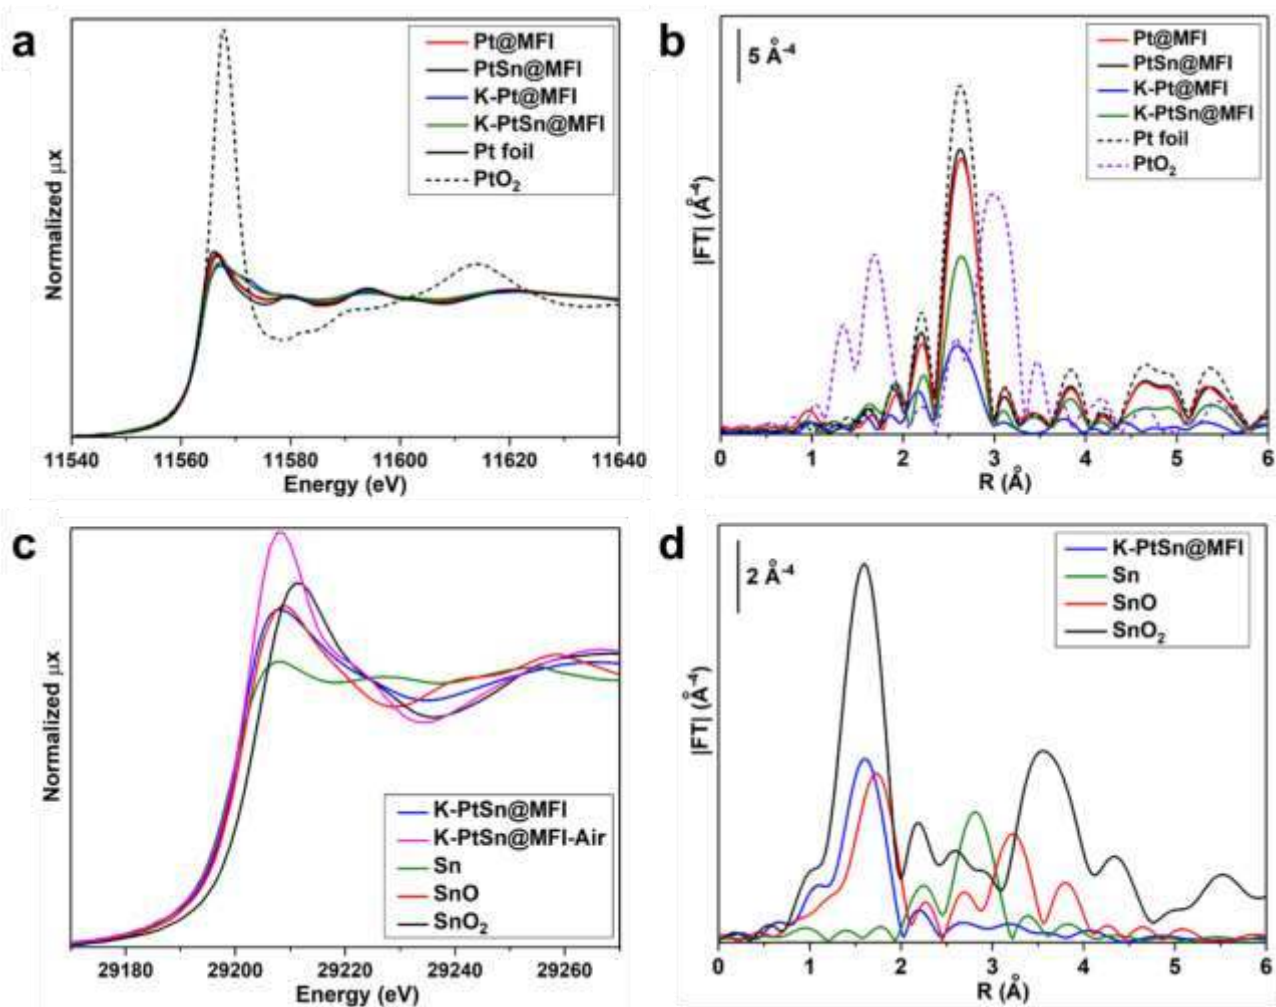 a
Pt@MFI
PtSn@MFI
K-Pt@MFI
K-PtSn@MFI
Pt foil
PtO₂
Normalized μx
11540 11560 11580 11600 11620 11640
Energy (eV)
b
5 Å⁻⁴
Pt@MFI
PtSn@MFI
K-Pt@MFI
K-PtSn@MFI
Pt foil
PtO₂
|FT| (Å⁻⁴)
0 1 2 3 4 5 6
R (Å)
c
K-PtSn@MFI
K-PtSn@MFI-Air
Sn
SnO
SnO₂
Normalized μx
29180 29200 29220 29240 29260
Energy (eV)
d
2 Å⁻⁴
K-PtSn@MFI
Sn
SnO
SnO₂
|FT| (Å⁻⁴)
0 1 2 3 4 5 6
R (Å)